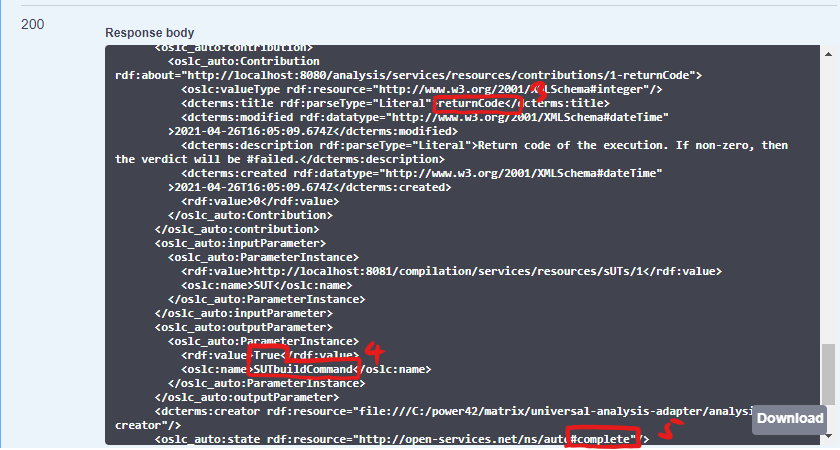 200
Response body
<oslc_auto:contribution>
<oslc_auto:Contribution
rdf:about="http://localhost:8080/analysis/services/resources/contributions/1-returnCode">
<oslc:valueType rdf:resource="http://www.w3.org/2001/XMLSchema#integer"/>
3
<dcterms:title rdf:parseType="Literal">returnCode</dcterms:title>
<dcterms:modified rdf:datatype="http://www.w3.org/2001/XMLSchema#dateTime"
>2021-04-26T16:05:09.674Z</dcterms:modified>
<dcterms:description rdf:parseType="Literal">Return code of the execution. If non-zero, then
the verdict will be #failed.</dcterms:description>
<dcterms:created rdf:datatype="http://www.w3.org/2001/XMLSchema#dateTime"
>2021-04-26T16:05:09.674Z</dcterms:created>
<rdf:value>0</rdf:value>
</oslc_auto:Contribution>
</oslc_auto:contribution>
<oslc_auto:inputParameter>
<oslc_auto:ParameterInstance>
<rdf:value>http://localhost:8081/compilation/services/resources/sUTs/1</rdf:value>
<oslc:name>SUT</oslc:name>
</oslc_auto:ParameterInstance>
</oslc_auto:inputParameter>
<oslc_auto:outputParameter>
<oslc_auto:ParameterInstance>
<rdf:value>True</rdf:value> 4
<oslc:name>SUTbuildCommand</oslc:name>
</oslc_auto:ParameterInstance>
</oslc_auto:outputParameter>
<dcterms:creator rdf:resource="file:///C:/power42/matrix/universal-analysis-adapter/analysi
Download
creator"/>
<oslc_auto:state rdf:resource="http://open-services.net/ns/auto#complete"/> 5